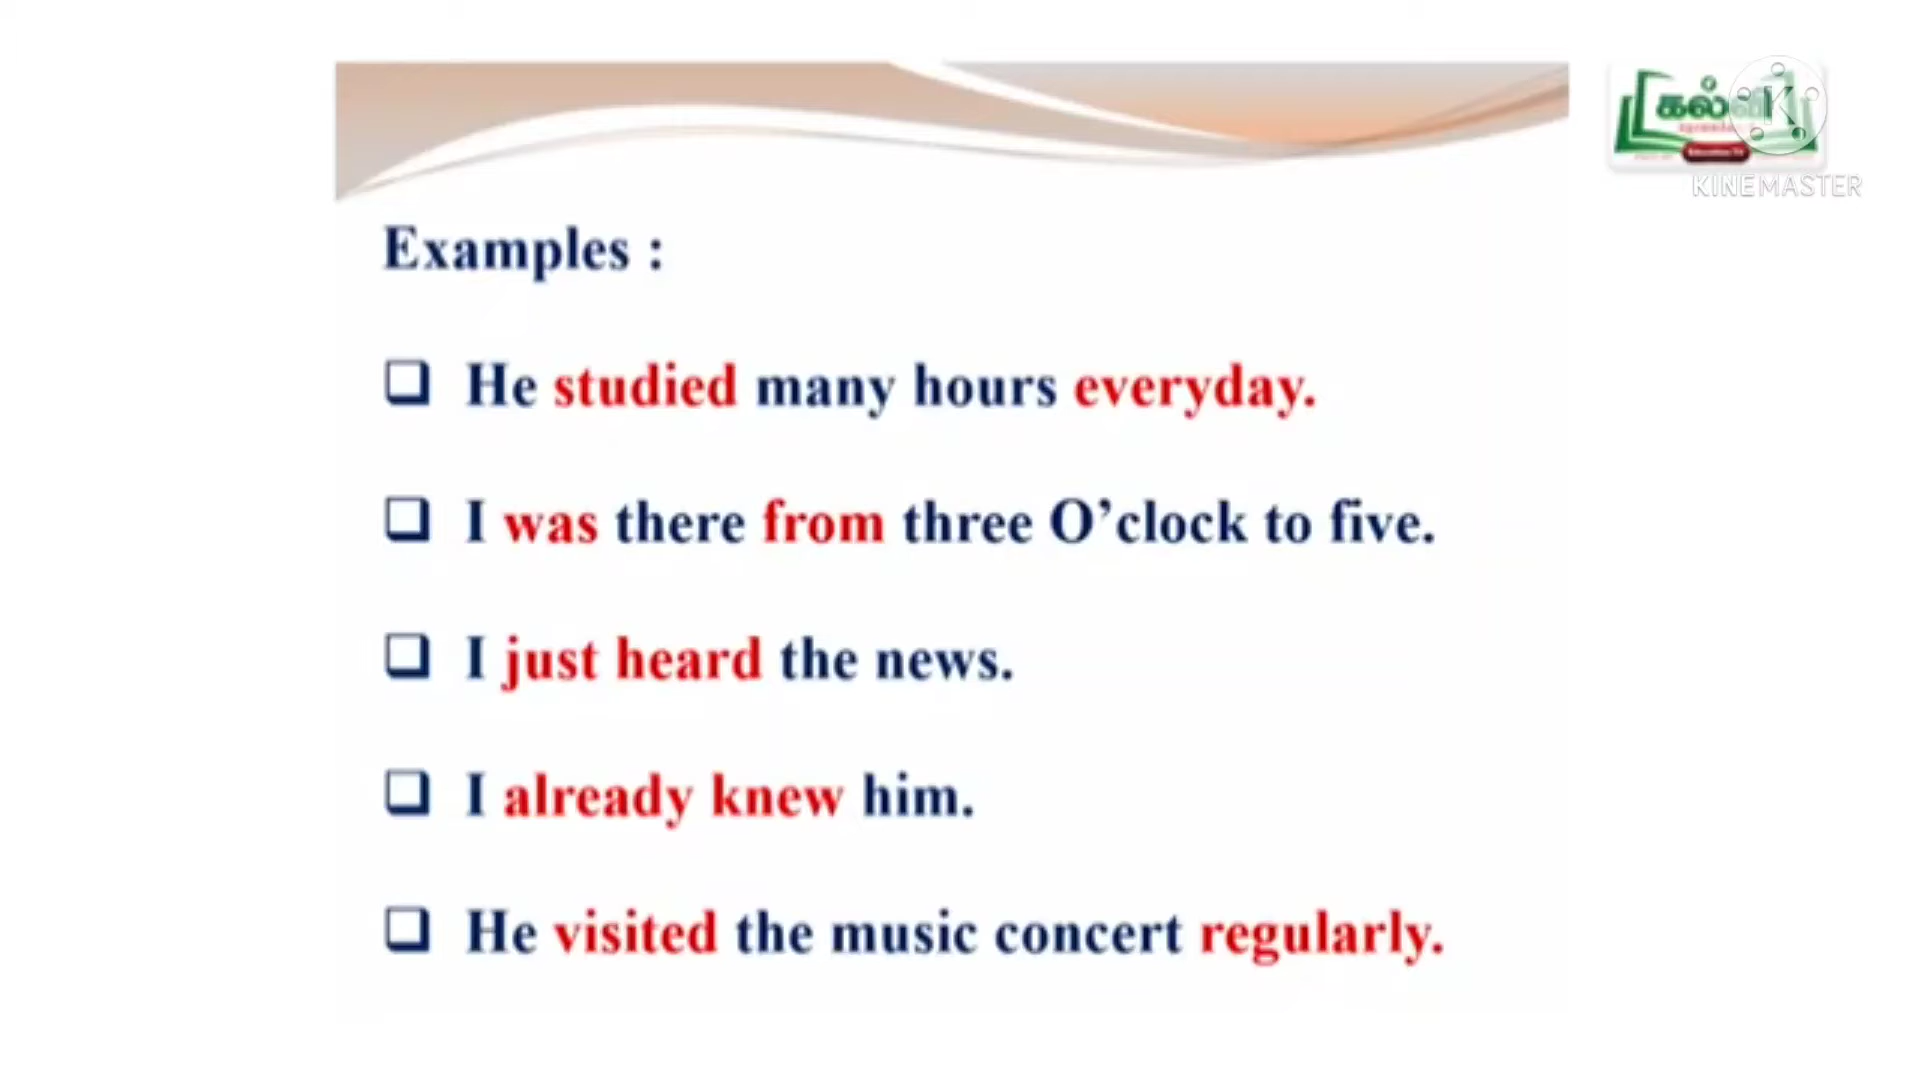 கல்வி
KINEMASTER
Examples :
❑ He studied many hours everyday.
❑ I was there from three O’clock to five.
❑ I just heard the news.
❑ I already knew him.
❑ He visited the music concert regularly.